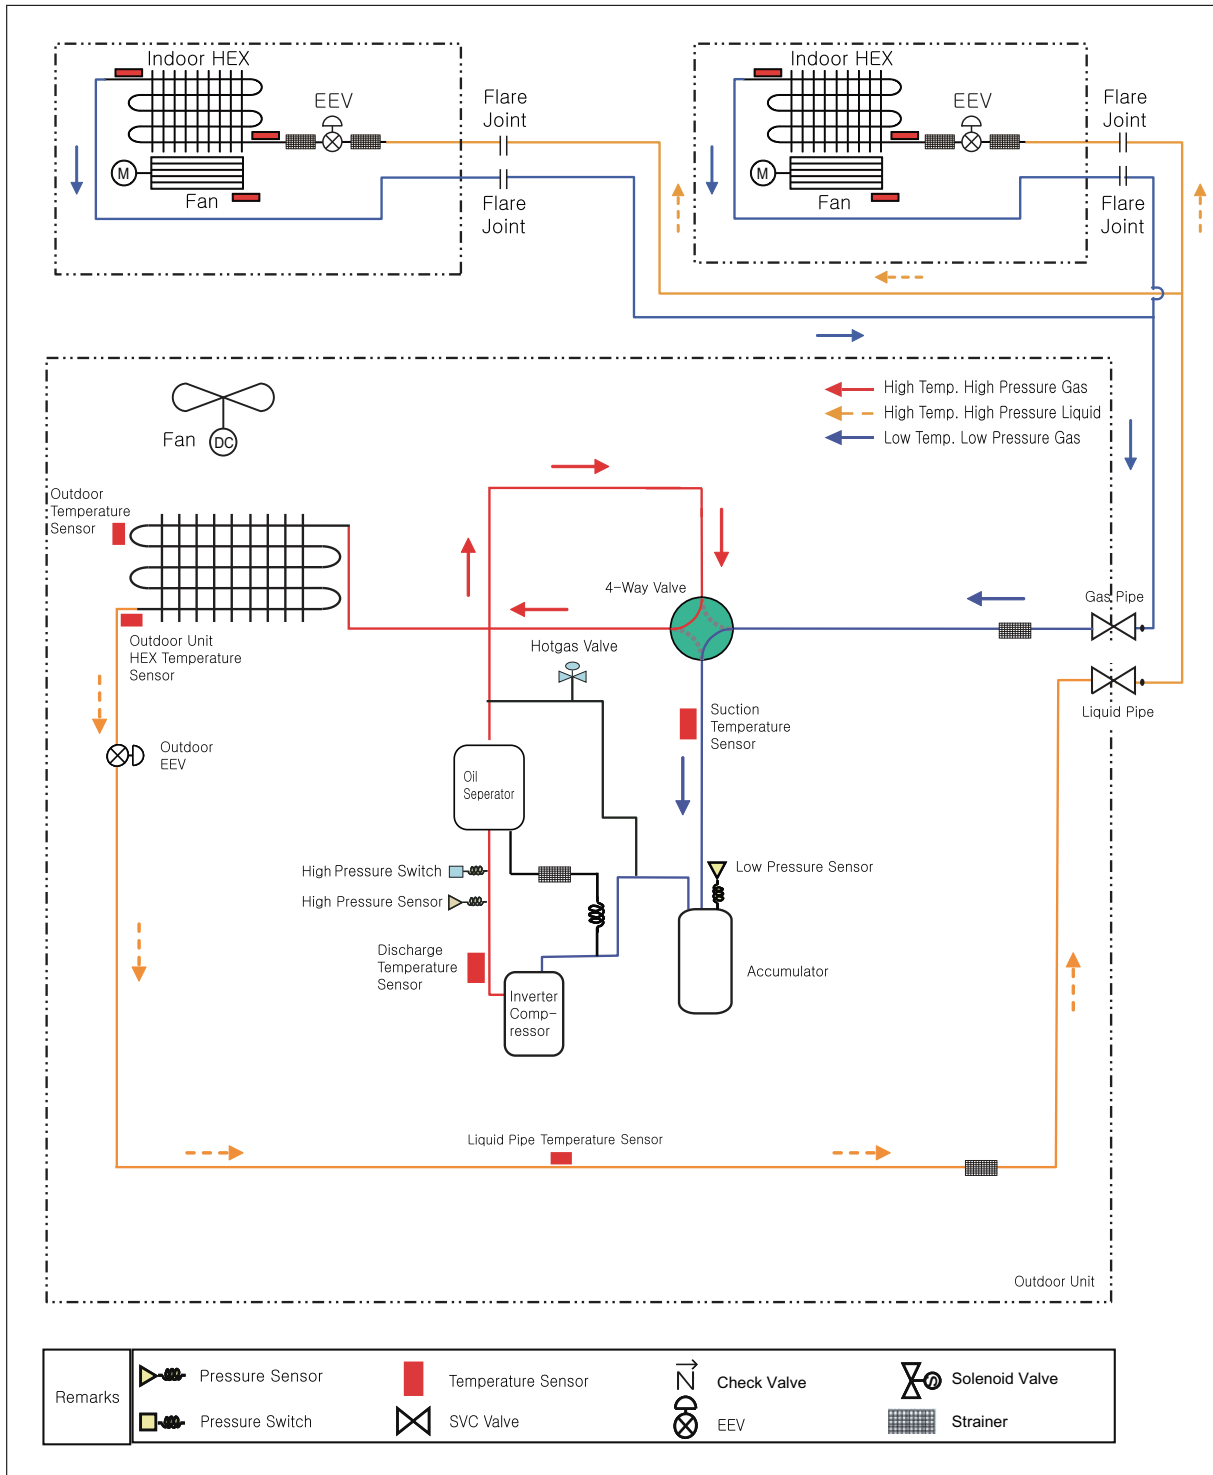 Indoor HEX
EEV
Flare
Joint
M
Fan
Flare
Joint
Indoor HEX
EEV
Flare
Joint
M
Fan
Flare
Joint
High Temp. High Pressure Gas
High Temp. High Pressure Liquid
Low Temp. Low Pressure Gas
Fan
DC
Outdoor
Temperature
Sensor
4-Way Valve
Gas Pipe
Outdoor Unit
HEX Temperature
Sensor
Hotgas Valve
Liquid Pipe
Suction
Temperature
Sensor
Outdoor
EEV
Oil
Seperator
High Pressure Switch
Low Pressure Sensor
High Pressure Sensor
Discharge
Temperature
Sensor
Accumulator
Inverter
Comp-
ressor
Liquid Pipe Temperature Sensor
Outdoor Unit
Remarks
Pressure Sensor
Temperature Sensor
Check Valve
Solenoid Valve
Pressure Switch
SVC Valve
EEV
Strainer